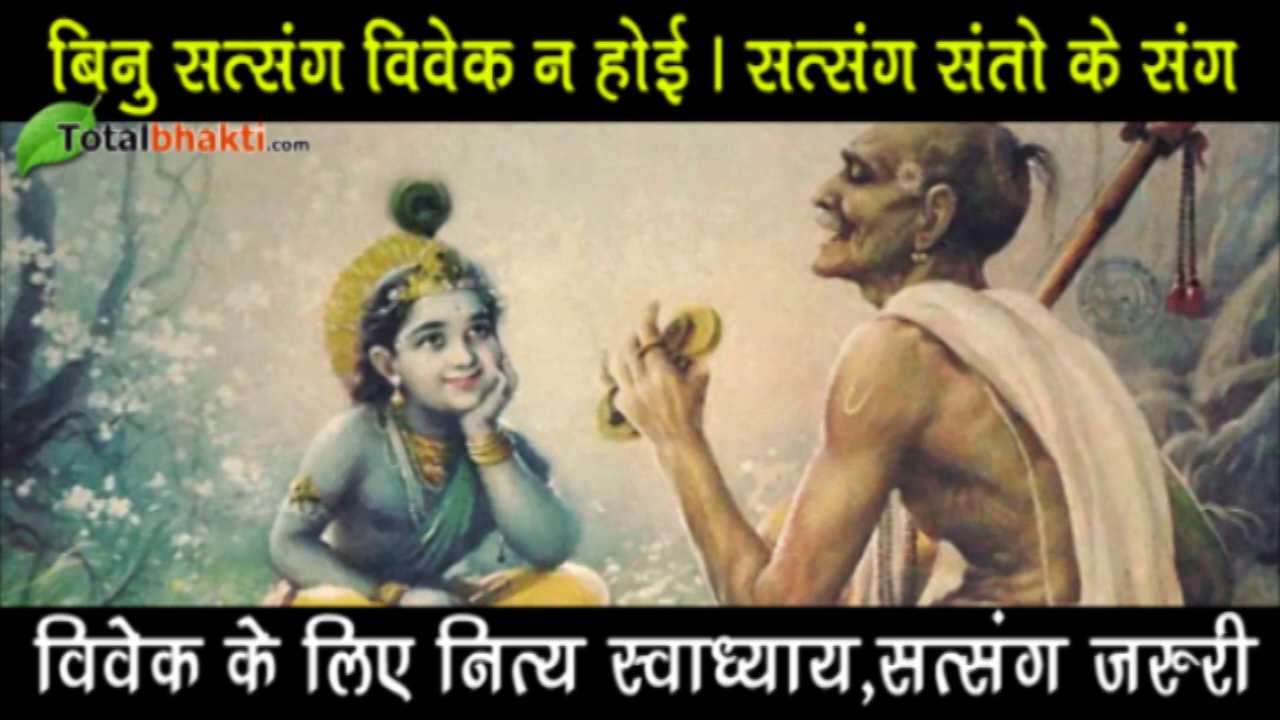 बिनु सत्संग विवेक न होई । सत्संग संतो के संग
Totalbhakti.com
विवेक के लिए नित्य स्वाध्याय,सत्संग जरूरी